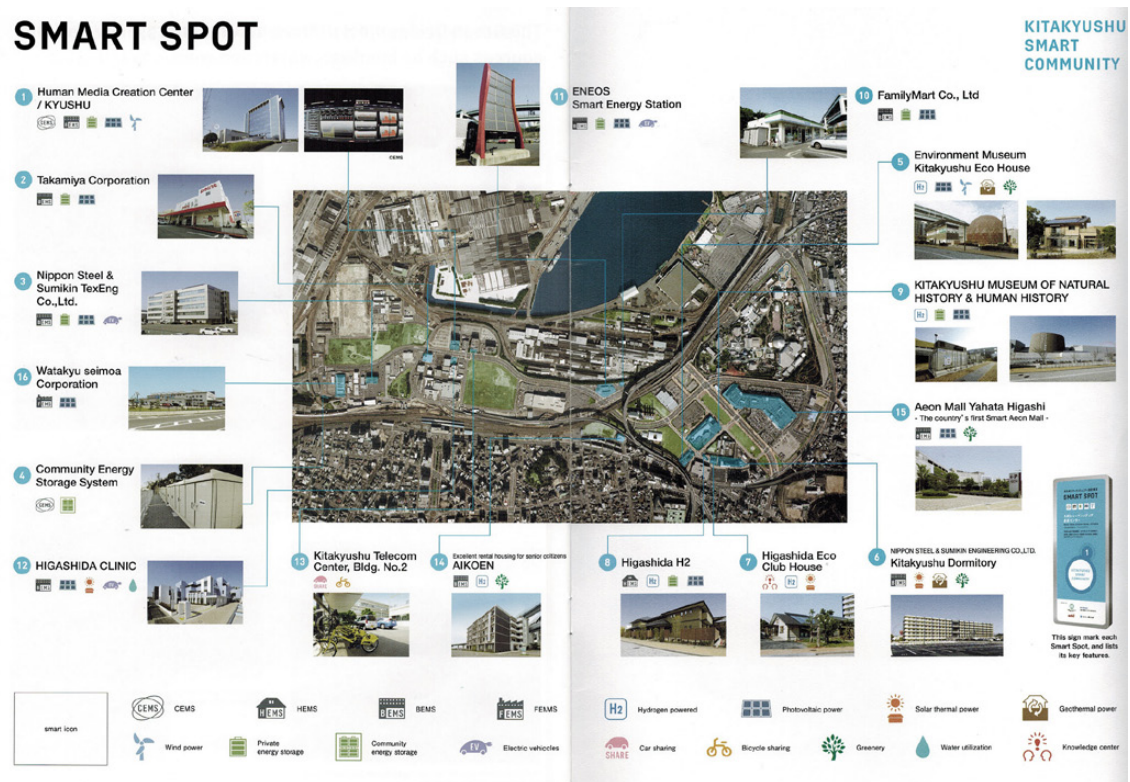 SMART SPOT
KITAKYUSHU
SMART
COMMUNITY
1
Human Media Creation Center
/ KYUSHU
CEMS
11
ENEOS
Smart Energy Station
10
FamilyMart Co., Ltd
2
Takamiya Corporation
5
Environment Museum
Kitakyushu Eco House
3
Nippon Steel &
Sumikin TexEng
Co.,Ltd.
9
KITAKYUSHU MUSEUM OF NATURAL
HISTORY & HUMAN HISTORY
16
Watakyu seimoa
Corporation
15
Aeon Mall Yahata Higashi
- The country's first Smart Aeon Mall -
4
Community Energy
Storage System
SMART SPOT
12
HIGASHIDA CLINIC
13
Kitakyushu Telecom
Center, Bldg. No.2
14
Excellent rental housing for senior citizens
AIKOEN
8
Higashida H2
7
Higashida Eco
Club House
6
NIPPON STEEL & SUMIKIN ENGINEERING CO.,LTD.
Kitakyushu Dormitory
This sign mark each
Smart Spot, and lists
its key features.
smart icon
CEMS
CEMS
HEMS
HEMS
BEMS
BEMS
FEMS
H2
Hydrogen powered
Photovoltaic power
Solar thermal power
Geothermal power
Wind power
Private
energy storage
Community
energy storage
EV
Electric vehiccles
SHARE
Car sharing
Bicycle sharing
Greenery
Water utilization
Knowledge center